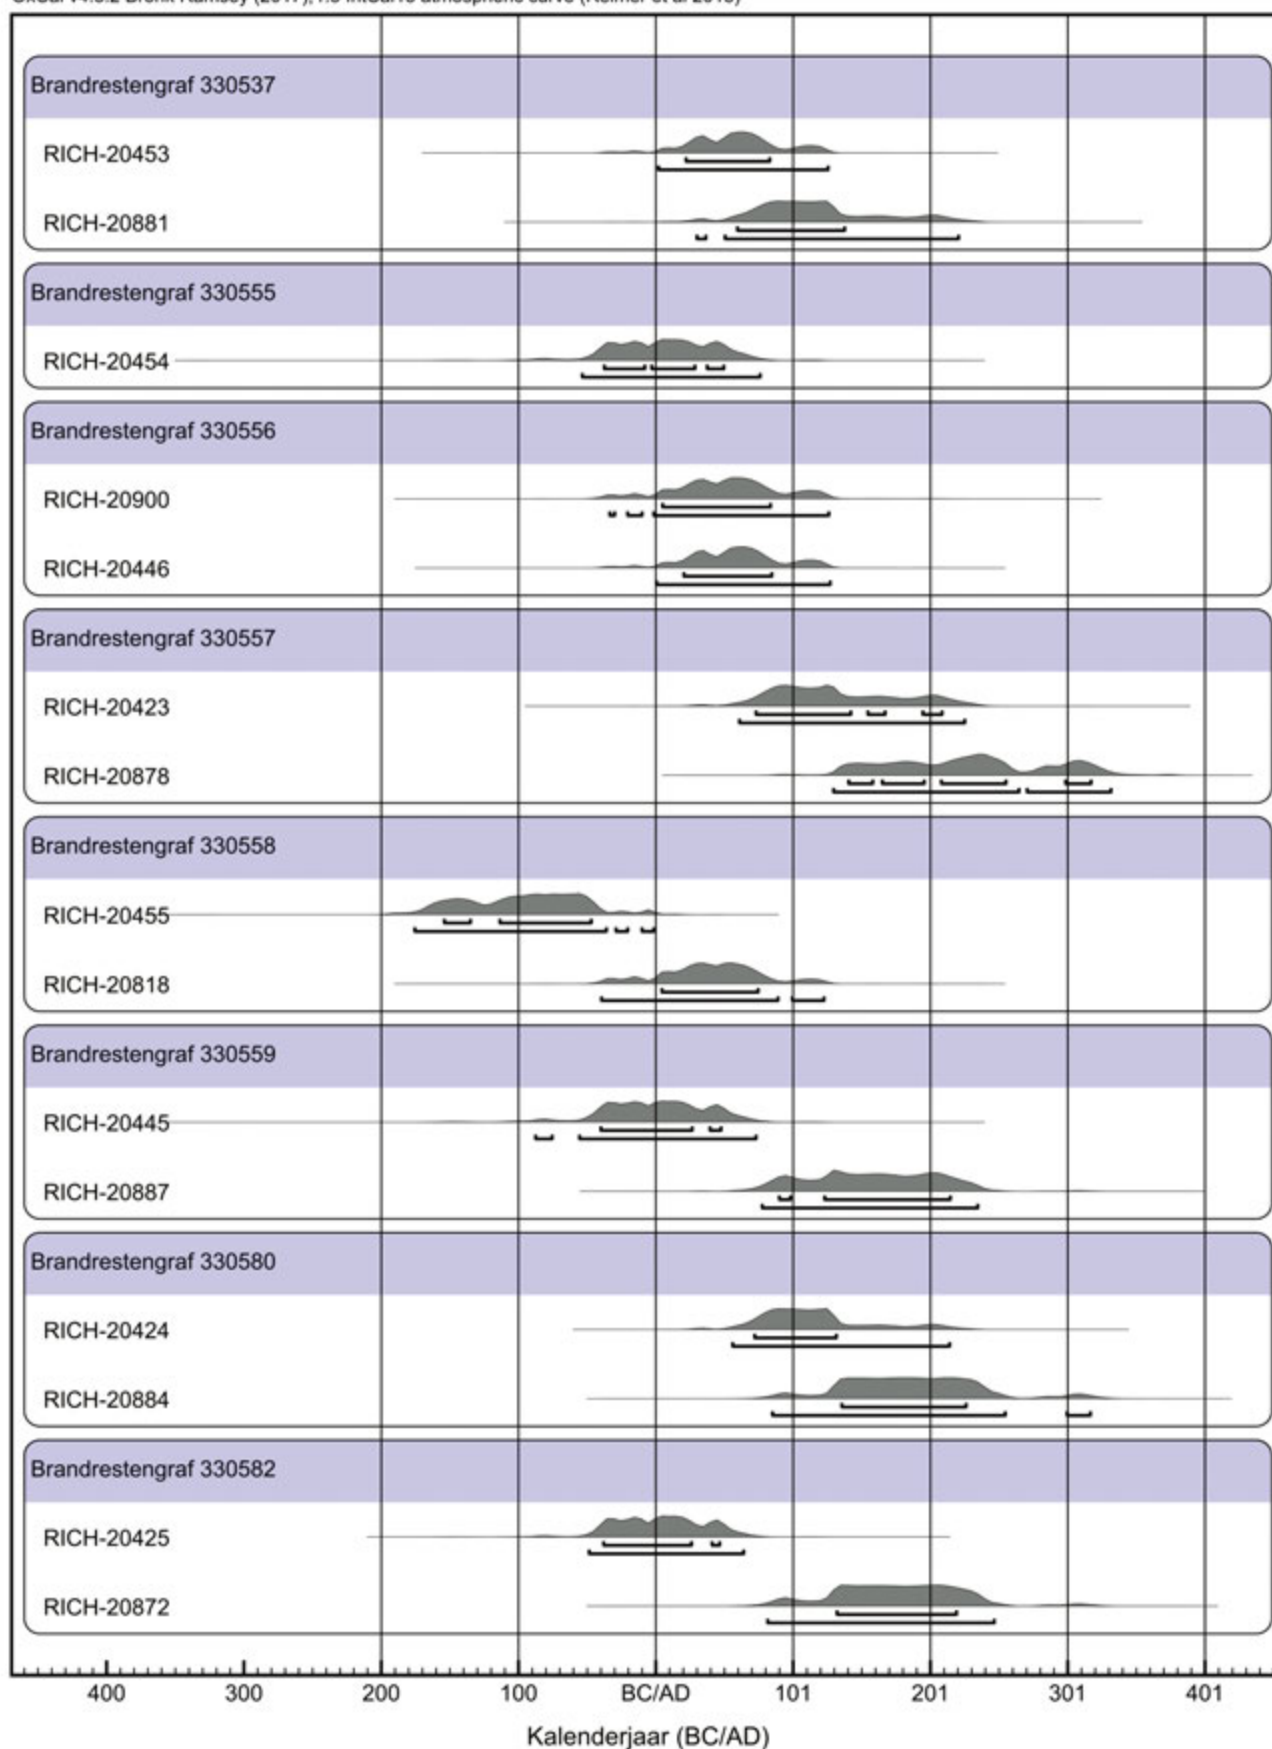 Brandrestengraf 330537
RICH-20453
RICH-20881
Brandrestengraf 330555
RICH-20454
Brandrestengraf 330556
RICH-20900
RICH-20446
Brandrestengraf 330557
RICH-20423
RICH-20878
Brandrestengraf 330558
RICH-20455
RICH-20818
Brandrestengraf 330559
RICH-20445
RICH-20887
Brandrestengraf 330580
RICH-20424
RICH-20884
Brandrestengraf 330582
RICH-20425
RICH-20872
400 300 200 100 BC/AD 101 201 301 401
Kalenderjaar (BC/AD)